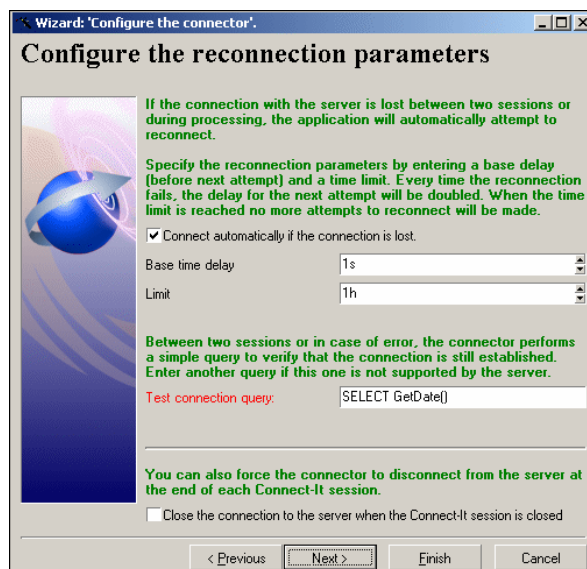 Wizard: 'Configure the connector'.
Configure the reconnection parameters
If the connection with the server is lost between two sessions or
during processing, the application will automatically attempt to
reconnect.
Specify the reconnection parameters by entering a base delay
(before next attempt) and a time limit. Every time the reconnection
fails, the delay for the next attempt will be doubled. When the time
limit is reached no more attempts to reconnect will be made.
Connect automatically if the connection is lost.
Base time delay 1s
Limit 1h
Between two sessions or in case of error, the connector performs
a simple query to verify that the connection is still established.
Enter another query if this one is not supported by the server.
Test connection query: SELECT GetDate()
You can also force the connector to disconnect from the server at
the end of each Connect-It session.
Close the connection to the server when the Connect-It session is closed
< Previous Next > Finish Cancel